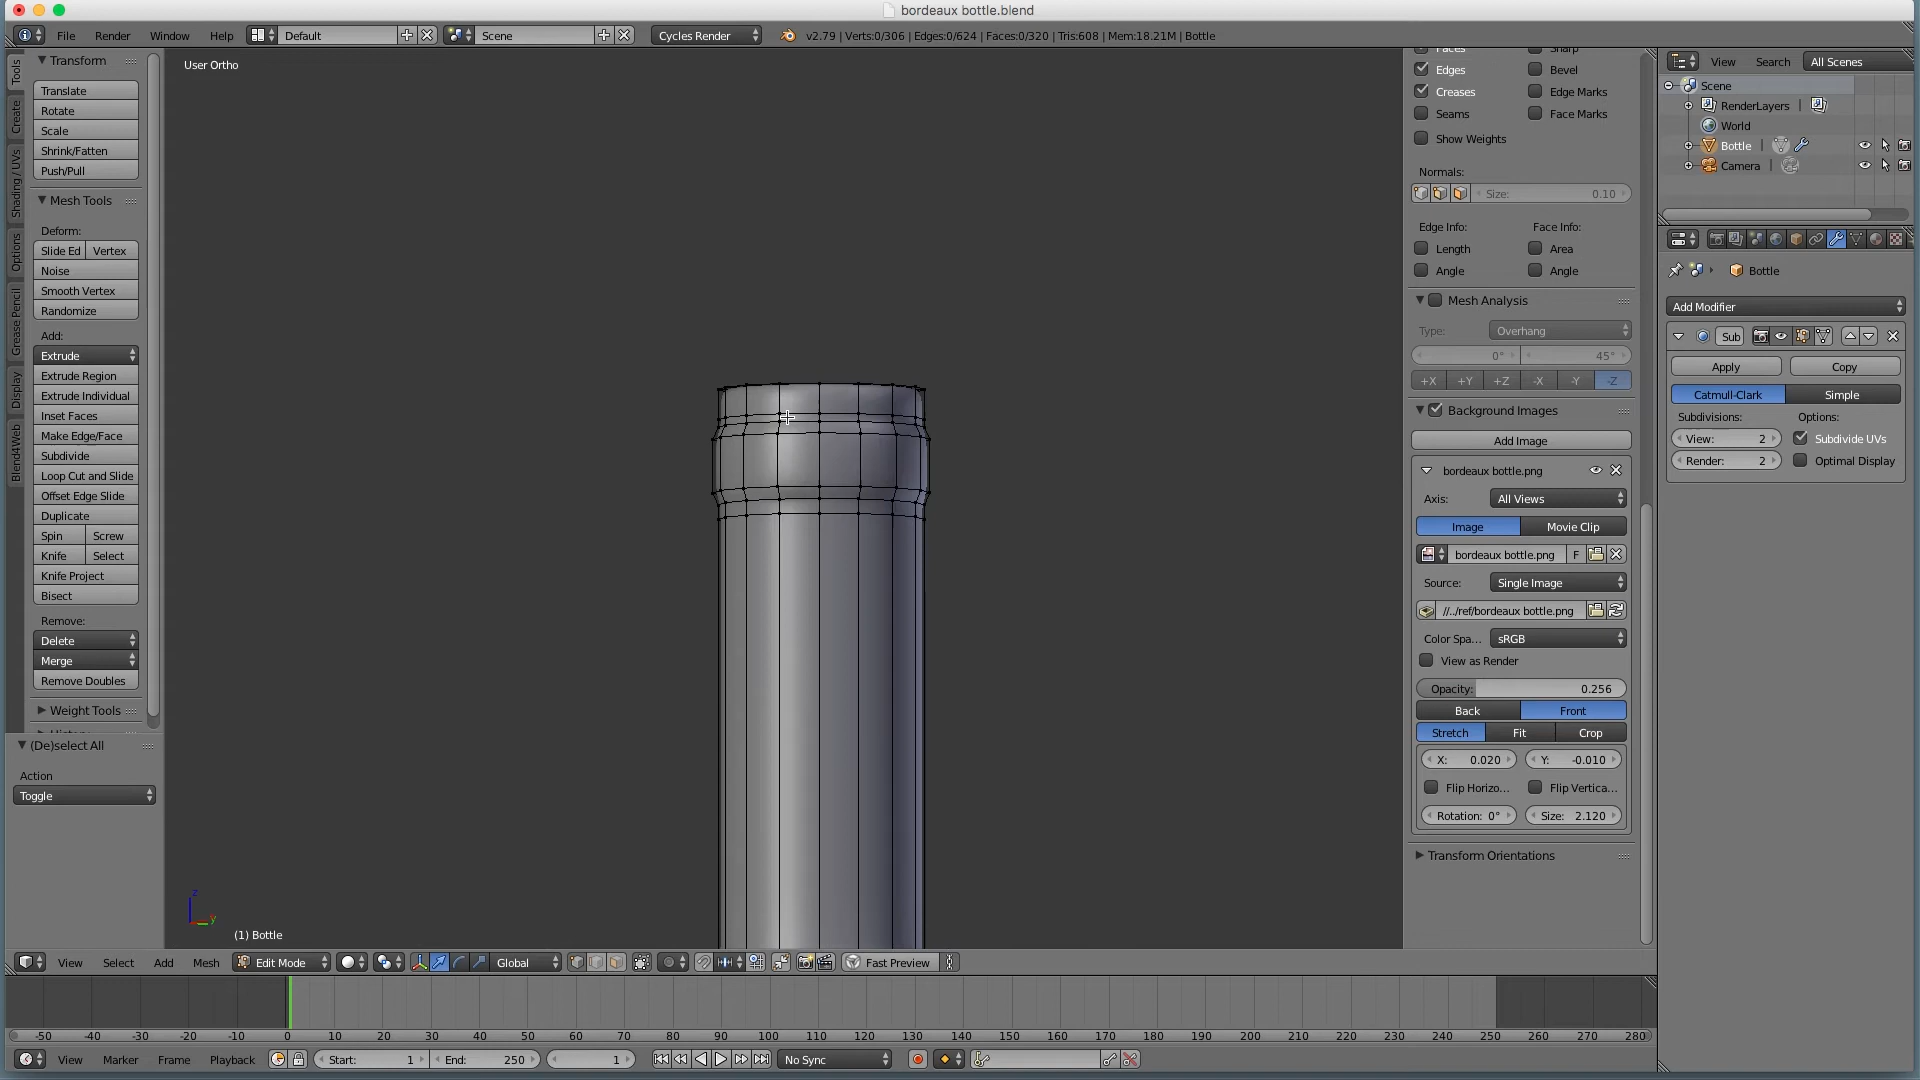 bordeaux bottle.blend
File Render Window Help Default Scene Cycles Render v2.79 | Verts:0/306 | Edges:0/624 | Faces:0/320 | Tris:608 | Mem:18.21M | Bottle
Tools
Create
Shading / UVs
Options
Grease Pencil
Display
Blend4Web
Transform
Translate
Rotate
Scale
Shrink/Fatten
Push/Pull
Mesh Tools
Deform:
Slide Ed Vertex
Noise
Smooth Vertex
Randomize
Add:
Extrude
Extrude Region
Extrude Individual
Inset Faces
Make Edge/Face
Subdivide
Loop Cut and Slide
Offset Edge Slide
Duplicate
Spin Screw
Knife Select
Knife Project
Bisect
Remove:
Delete
Merge
Remove Doubles
Weight Tools
(De)select All
Action
Toggle
User Ortho
z
y
(1) Bottle
Faces Sharp
Edges Bevel
Creases Edge Marks
Seams Face Marks
Show Weights
Normals:
Size: 0.10
Edge Info: Face Info:
Length Area
Angle Angle
Mesh Analysis
Type: Overhang
0° 45°
+X +Y +Z -X -Y -Z
Background Images
Add Image
bordeaux bottle.png
Axis: All Views
Image Movie Clip
bordeaux bottle.png F
Source: Single Image
//../ref/bordeaux bottle.png
Color Spa... sRGB
View as Render
Opacity: 0.256
Back Front
Stretch Fit Crop
X: 0.020 Y: -0.010
Flip Horizo... Flip Vertica...
Rotation: 0° Size: 2.120
Transform Orientations
View Search All Scenes
Scene
RenderLayers
World
Bottle
Camera
Bottle
Add Modifier
Sub
Apply Copy
Catmull-Clark Simple
Subdivisions: Options:
View: 2 Subdivide UVs
Render: 2 Optimal Display
View Select Add Mesh Edit Mode Global Fast Preview
-50 -40 -30 -20 -10 0 10 20 30 40 50 60 70 80 90 100 110 120 130 140 150 160 170 180 190 200 210 220 230 240 250 260 270 280
View Marker Frame Playback Start: 1 End: 250 1 No Sync